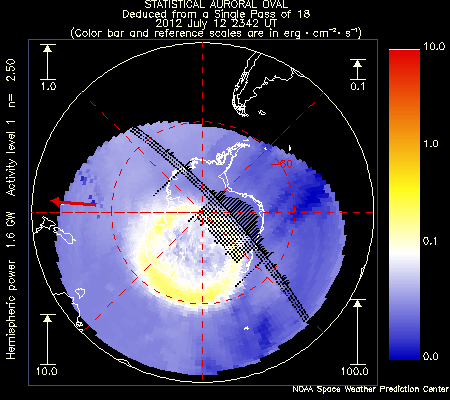 STATISTICAL AURORAL OVAL
Deduced from a Single Pass of 18
2012 July 12 2342 UT
(Color bar and reference scales are in erg·cm⁻²·s⁻¹)
1.0
0.1
10.0
1.0
0.1
0.0
-60
Hemispheric power 1.6 GW Activity level 1 n= 2.50
10.0
100.0
NOAA Space Weather Prediction Center